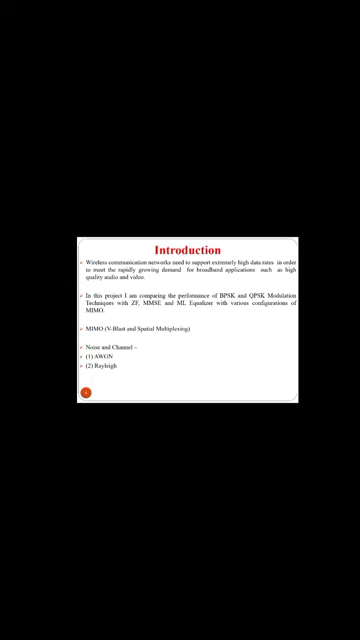 Introduction
Wireless communication networks need to support extremely high data rates in order
to meet the rapidly growing demand for broadband applications such as high
quality audio and video.
In this project I am comparing the performance of BPSK and QPSK Modulation
Techniques with ZF, MMSE and ML Equalizer with various configurations of
MIMO.
MIMO (V-Blast and Spatial Multiplexing)
Noise and Channel –
(1) AWGN
(2) Rayleigh